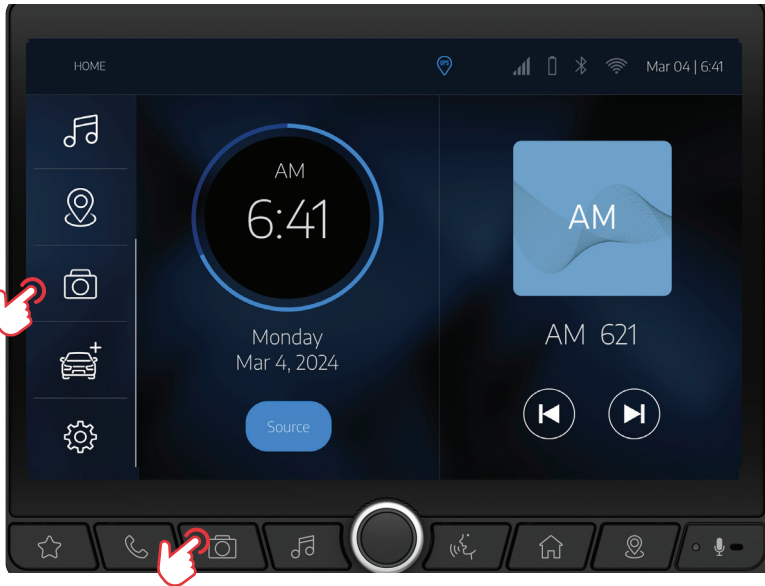 HOME
GPS
Mar 04 | 6:41
AM
6:41
Monday
Mar 4, 2024
Source
AM
AM 621